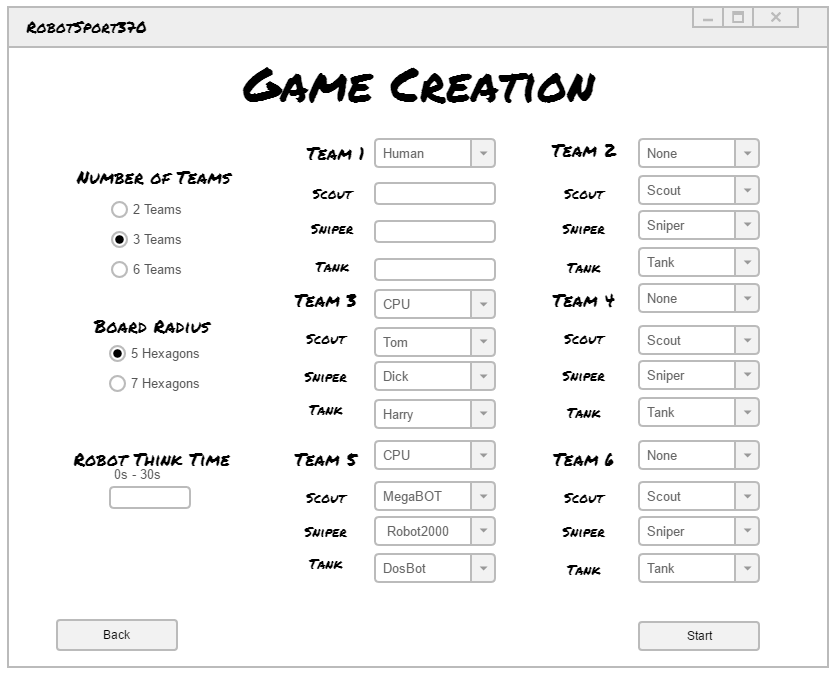 RobotSport370
Game Creation
Number of Teams
2 Teams
3 Teams
6 Teams
Board Radius
5 Hexagons
7 Hexagons
Robot Think Time
0s - 30s
Team 1 Human
Scout
Sniper
Tank
Team 2 None
Scout Scout
Sniper Sniper
Tank Tank
Team 3 CPU
Scout Tom
Sniper Dick
Tank Harry
Team 4 None
Scout Scout
Sniper Sniper
Tank Tank
Team 5 CPU
Scout MegaBOT
Sniper Robot2000
Tank DosBot
Team 6 None
Scout Scout
Sniper Sniper
Tank Tank
Back
Start